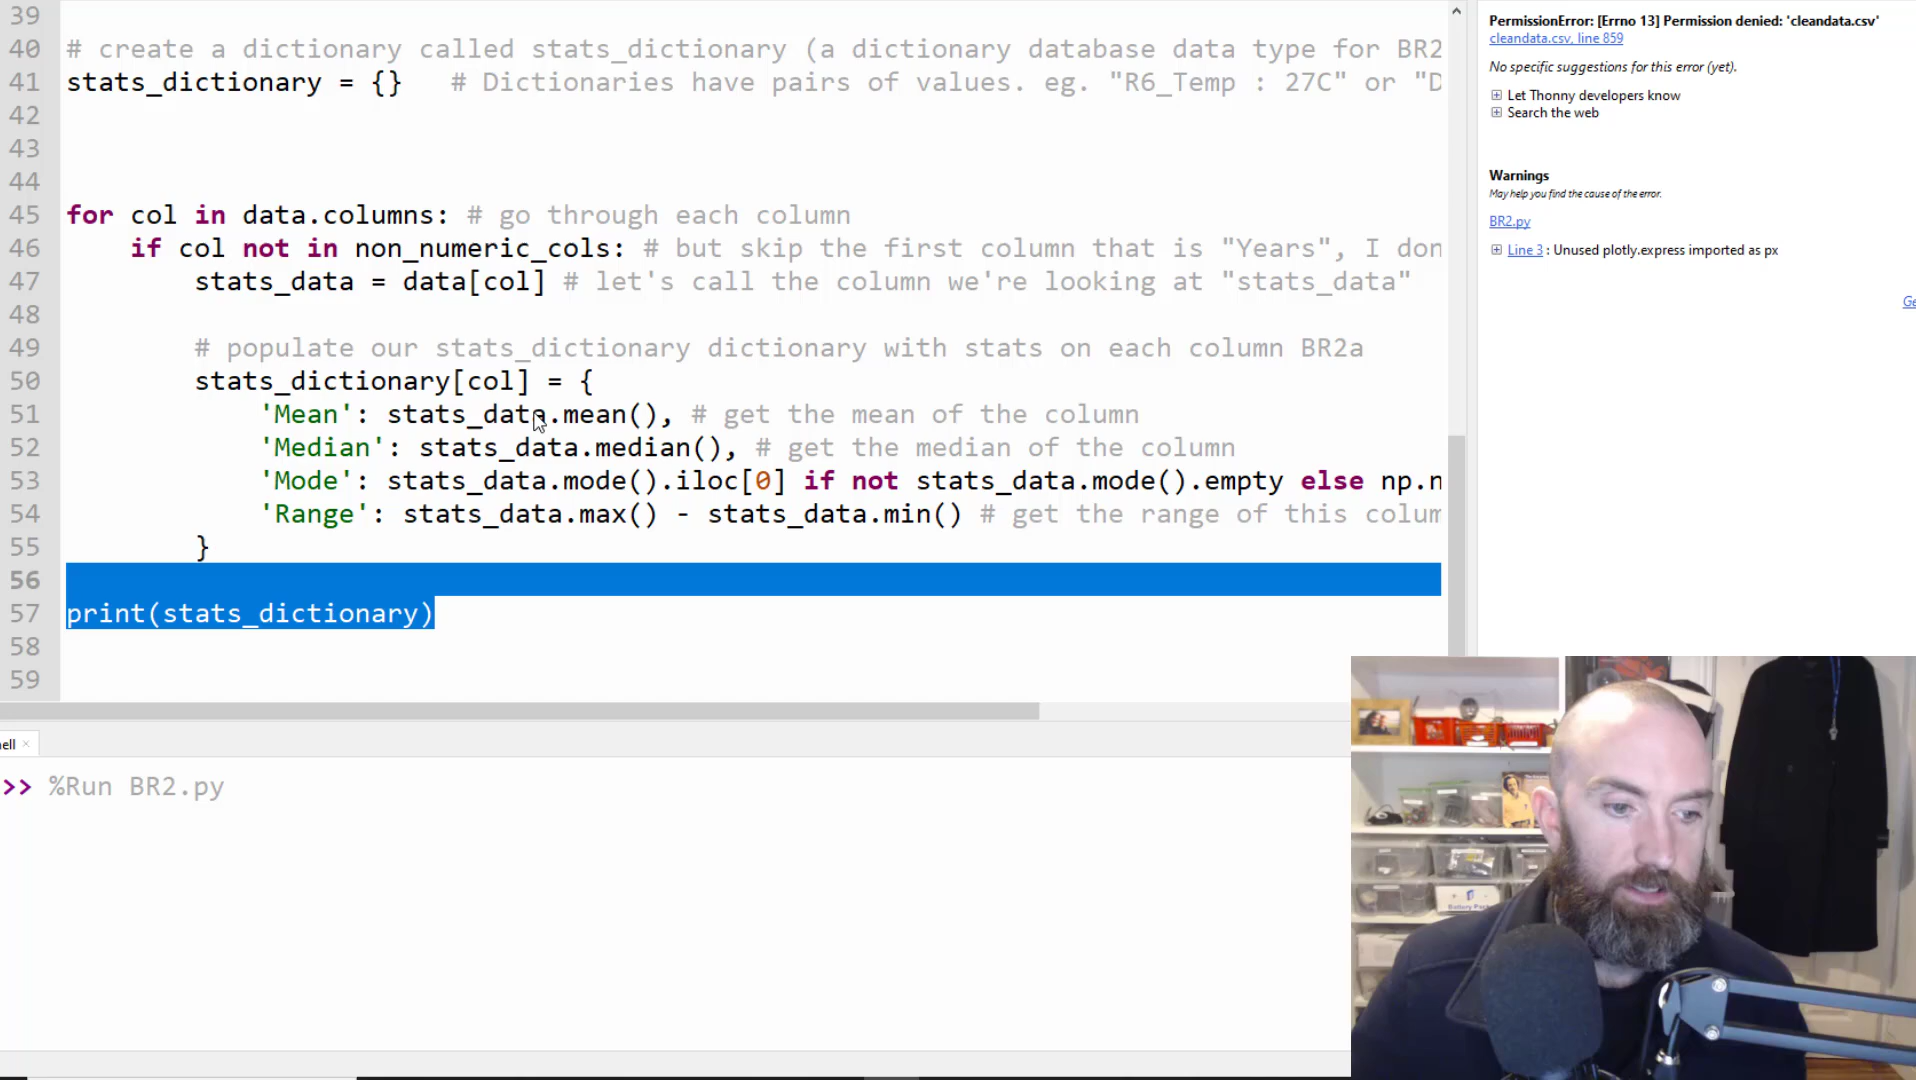 39
40 # create a dictionary called stats_dictionary (a dictionary database data type for BR2
41 stats_dictionary = {} # Dictionaries have pairs of values. eg. "R6_Temp : 27C" or "D
42
43
44
45 for col in data.columns: # go through each column
46 if col not in non_numeric_cols: # but skip the first column that is "Years", I don
47 stats_data = data[col] # let's call the column we're looking at "stats_data"
48
49 # populate our stats_dictionary dictionary with stats on each column BR2a
50 stats_dictionary[col] = {
51 'Mean': stats_data.mean(), # get the mean of the column
52 'Median': stats_data.median(), # get the median of the column
53 'Mode': stats_data.mode().iloc[0] if not stats_data.mode().empty else np.n
54 'Range': stats_data.max() - stats_data.min() # get the range of this colum
55 }
56
57 print(stats_dictionary)
58
59
ell ×
>> %Run BR2.py
PermissionError: [Errno 13] Permission denied: 'cleandata.csv'
cleandata.csv, line 859
No specific suggestions for this error (yet).
Let Thonny developers know
Search the web
Warnings
May help you find the cause of the error.
BR2.py
Line 3 : Unused plotly.express imported as px
Ge